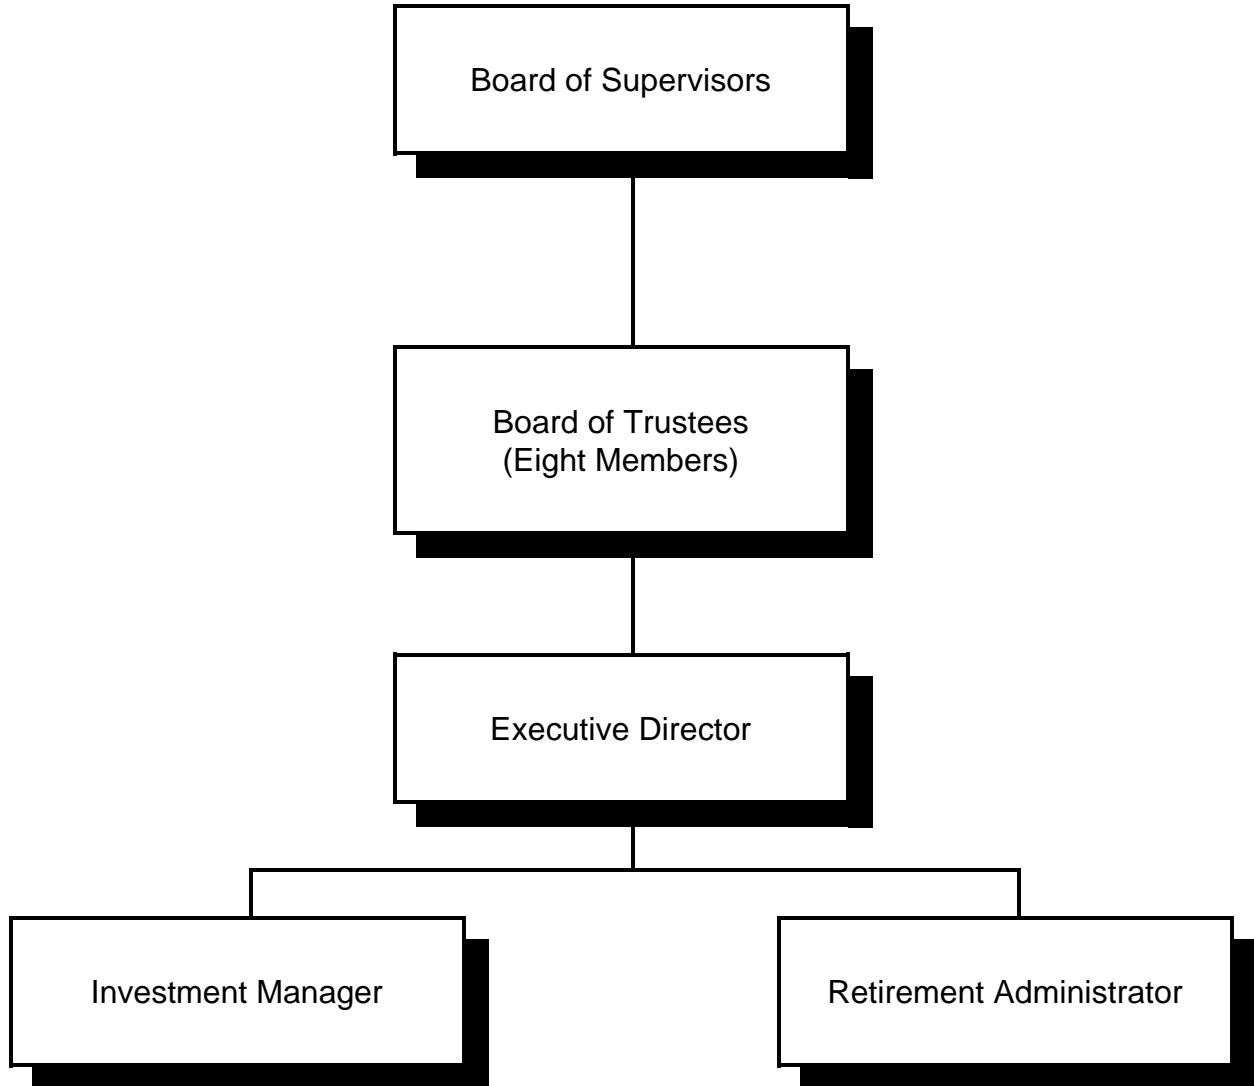 Board of Supervisors
Board of Trustees
(Eight Members)
Executive Director
Investment Manager
Retirement Administrator